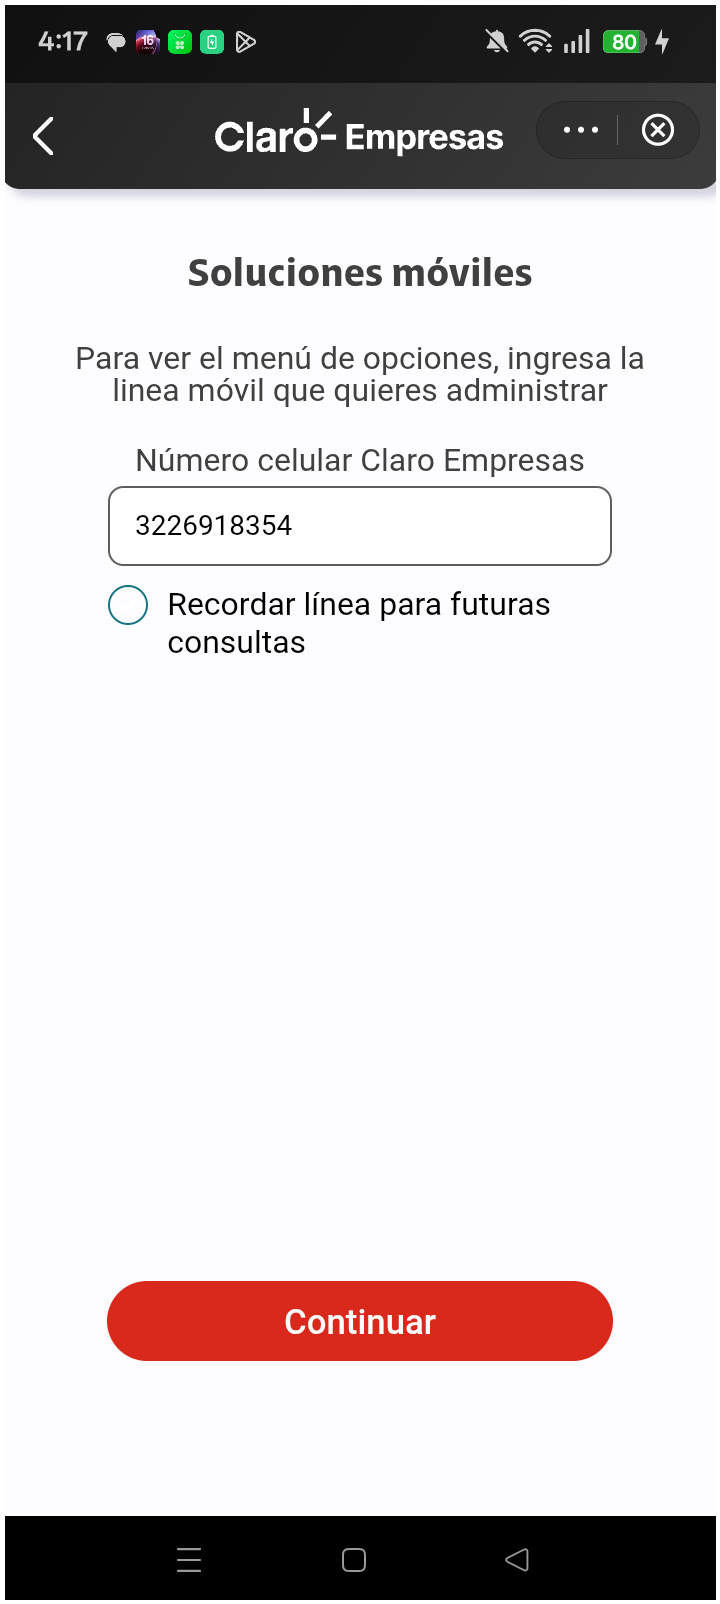 4:17
16
80
Claro Empresas
Soluciones móviles
Para ver el menú de opciones, ingresa la
linea móvil que quieres administrar
Número celular Claro Empresas
3226918354
Recordar línea para futuras
consultas
Continuar